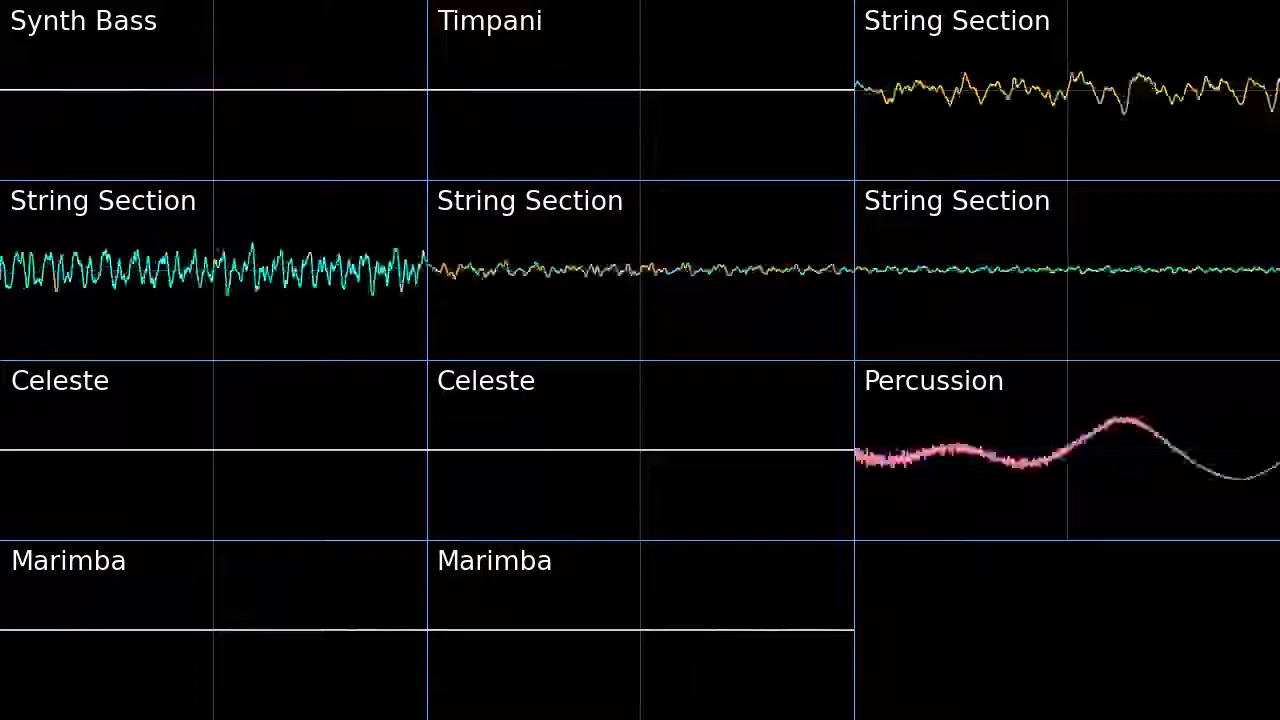 Synth Bass
Timpani
String Section
String Section
String Section
String Section
Celeste
Celeste
Percussion
Marimba
Marimba